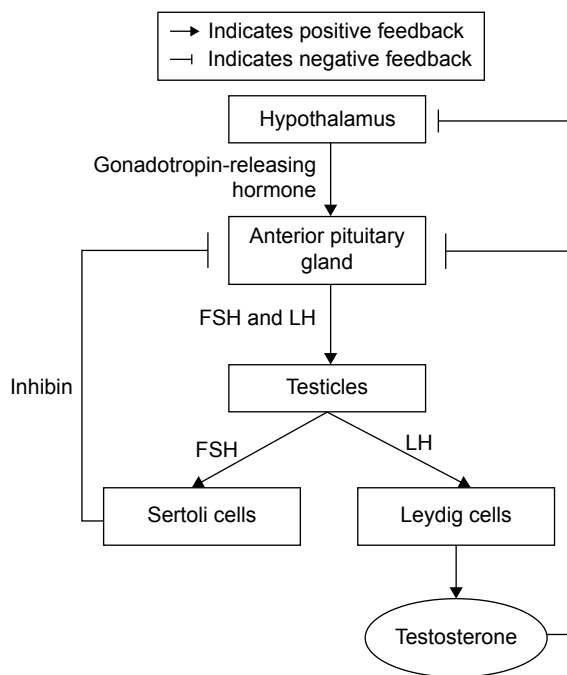 Indicates positive feedback
Indicates negative feedback
Hypothalamus
Gonadotropin-releasing
hormone
Anterior pituitary
gland
FSH and LH
Testicles
Inhibin
FSH
LH
Sertoli cells
Leydig cells
Testosterone